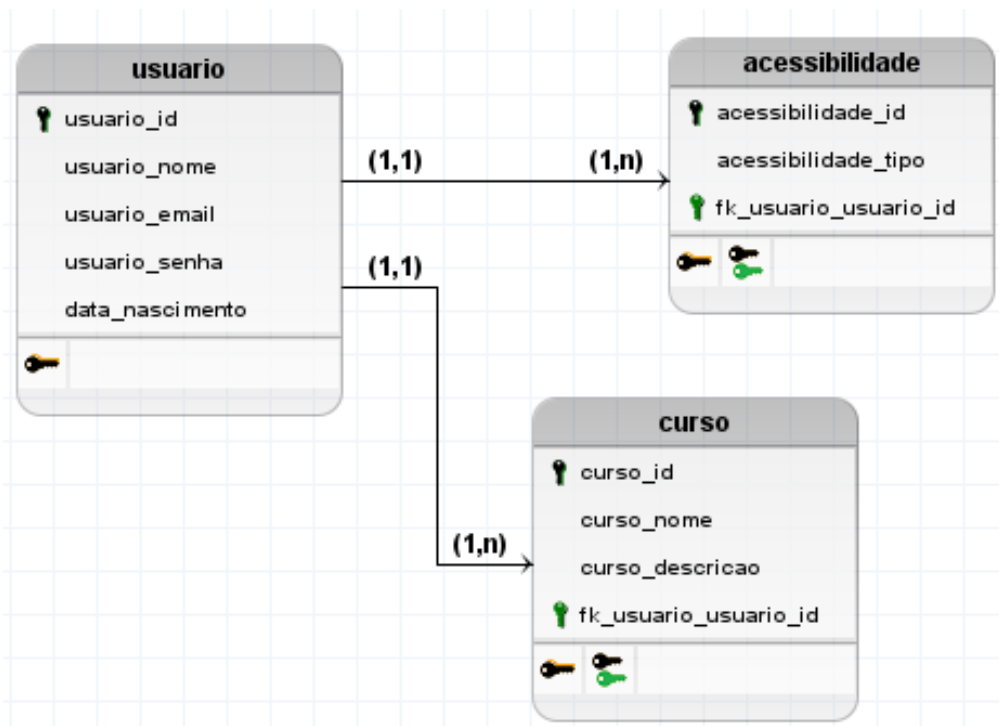 usuario
usuario_id
usuario_nome
usuario_email
usuario_senha
data_nascimento
(1,1)
(1,n)
acessibilidade
acessibilidade_id
acessibilidade_tipo
fk_usuario_usuario_id
(1,1)
(1,n)
curso
curso_id
curso_nome
curso_descricao
fk_usuario_usuario_id